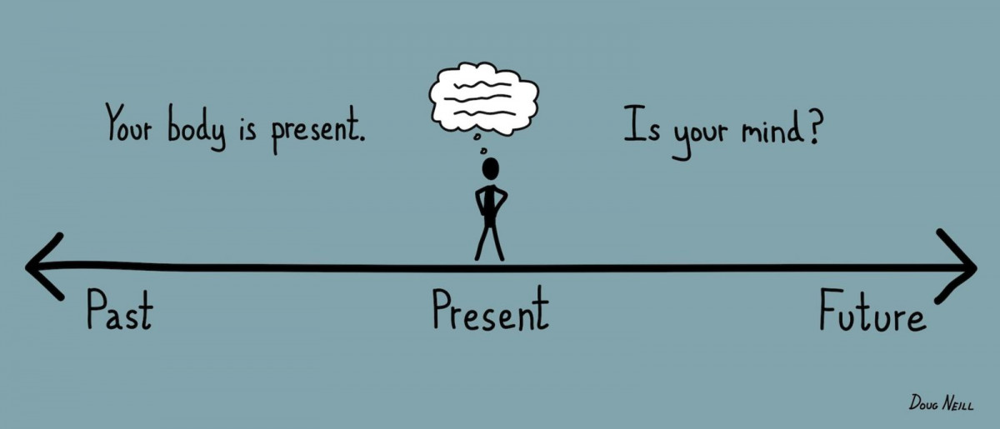 Your body is present.
Is your mind?
Past
Present
Future
Doug Neill